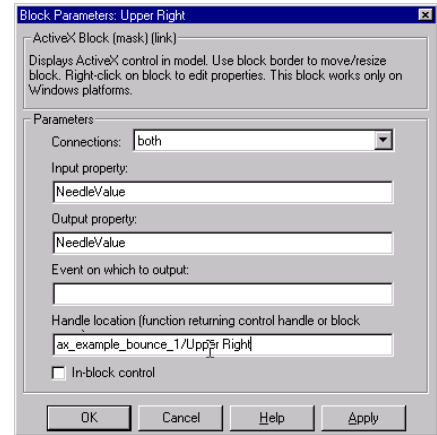 Block Parameters: Upper Right
ActiveX Block (mask) (link)
Displays ActiveX control in model. Use block border to move/resize
block. Right-click on block to edit properties. This block works only on
Windows platforms.
Parameters
Connections: both
Input property:
NeedleValue
Output property:
NeedleValue
Event on which to output:
Handle location (function returning control handle or block
ax_example_bounce_1/Upper Right
In-block control
OK Cancel Help Apply